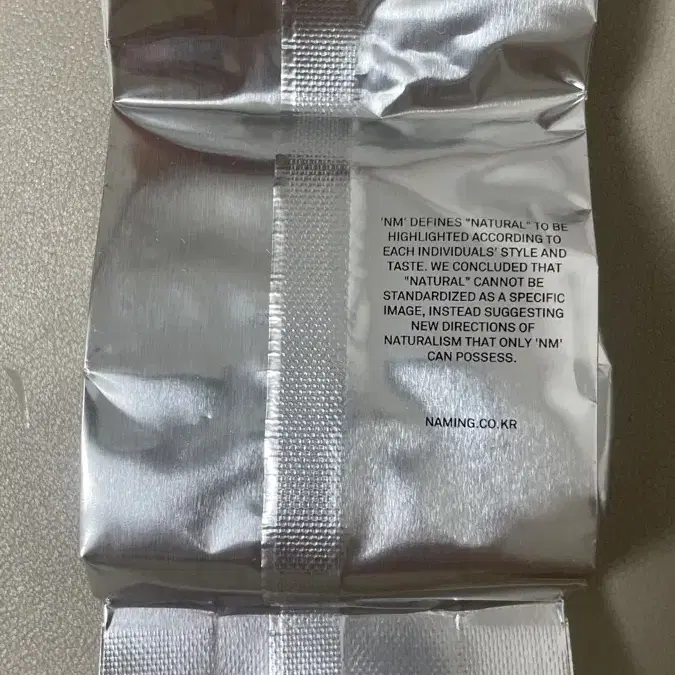 'NM' DEFINES "NATURAL" TO BE
HIGHLIGHTED ACCORDING TO
EACH INDIVIDUALS' STYLE AND
TASTE. WE CONCLUDED THAT
"NATURAL" CANNOT BE
STANDARDIZED AS A SPECIFIC
IMAGE, INSTEAD SUGGESTING
NEW DIRECTIONS OF
NATURALISM THAT ONLY 'NM'
CAN POSSESS.
NAMING.CO.KR